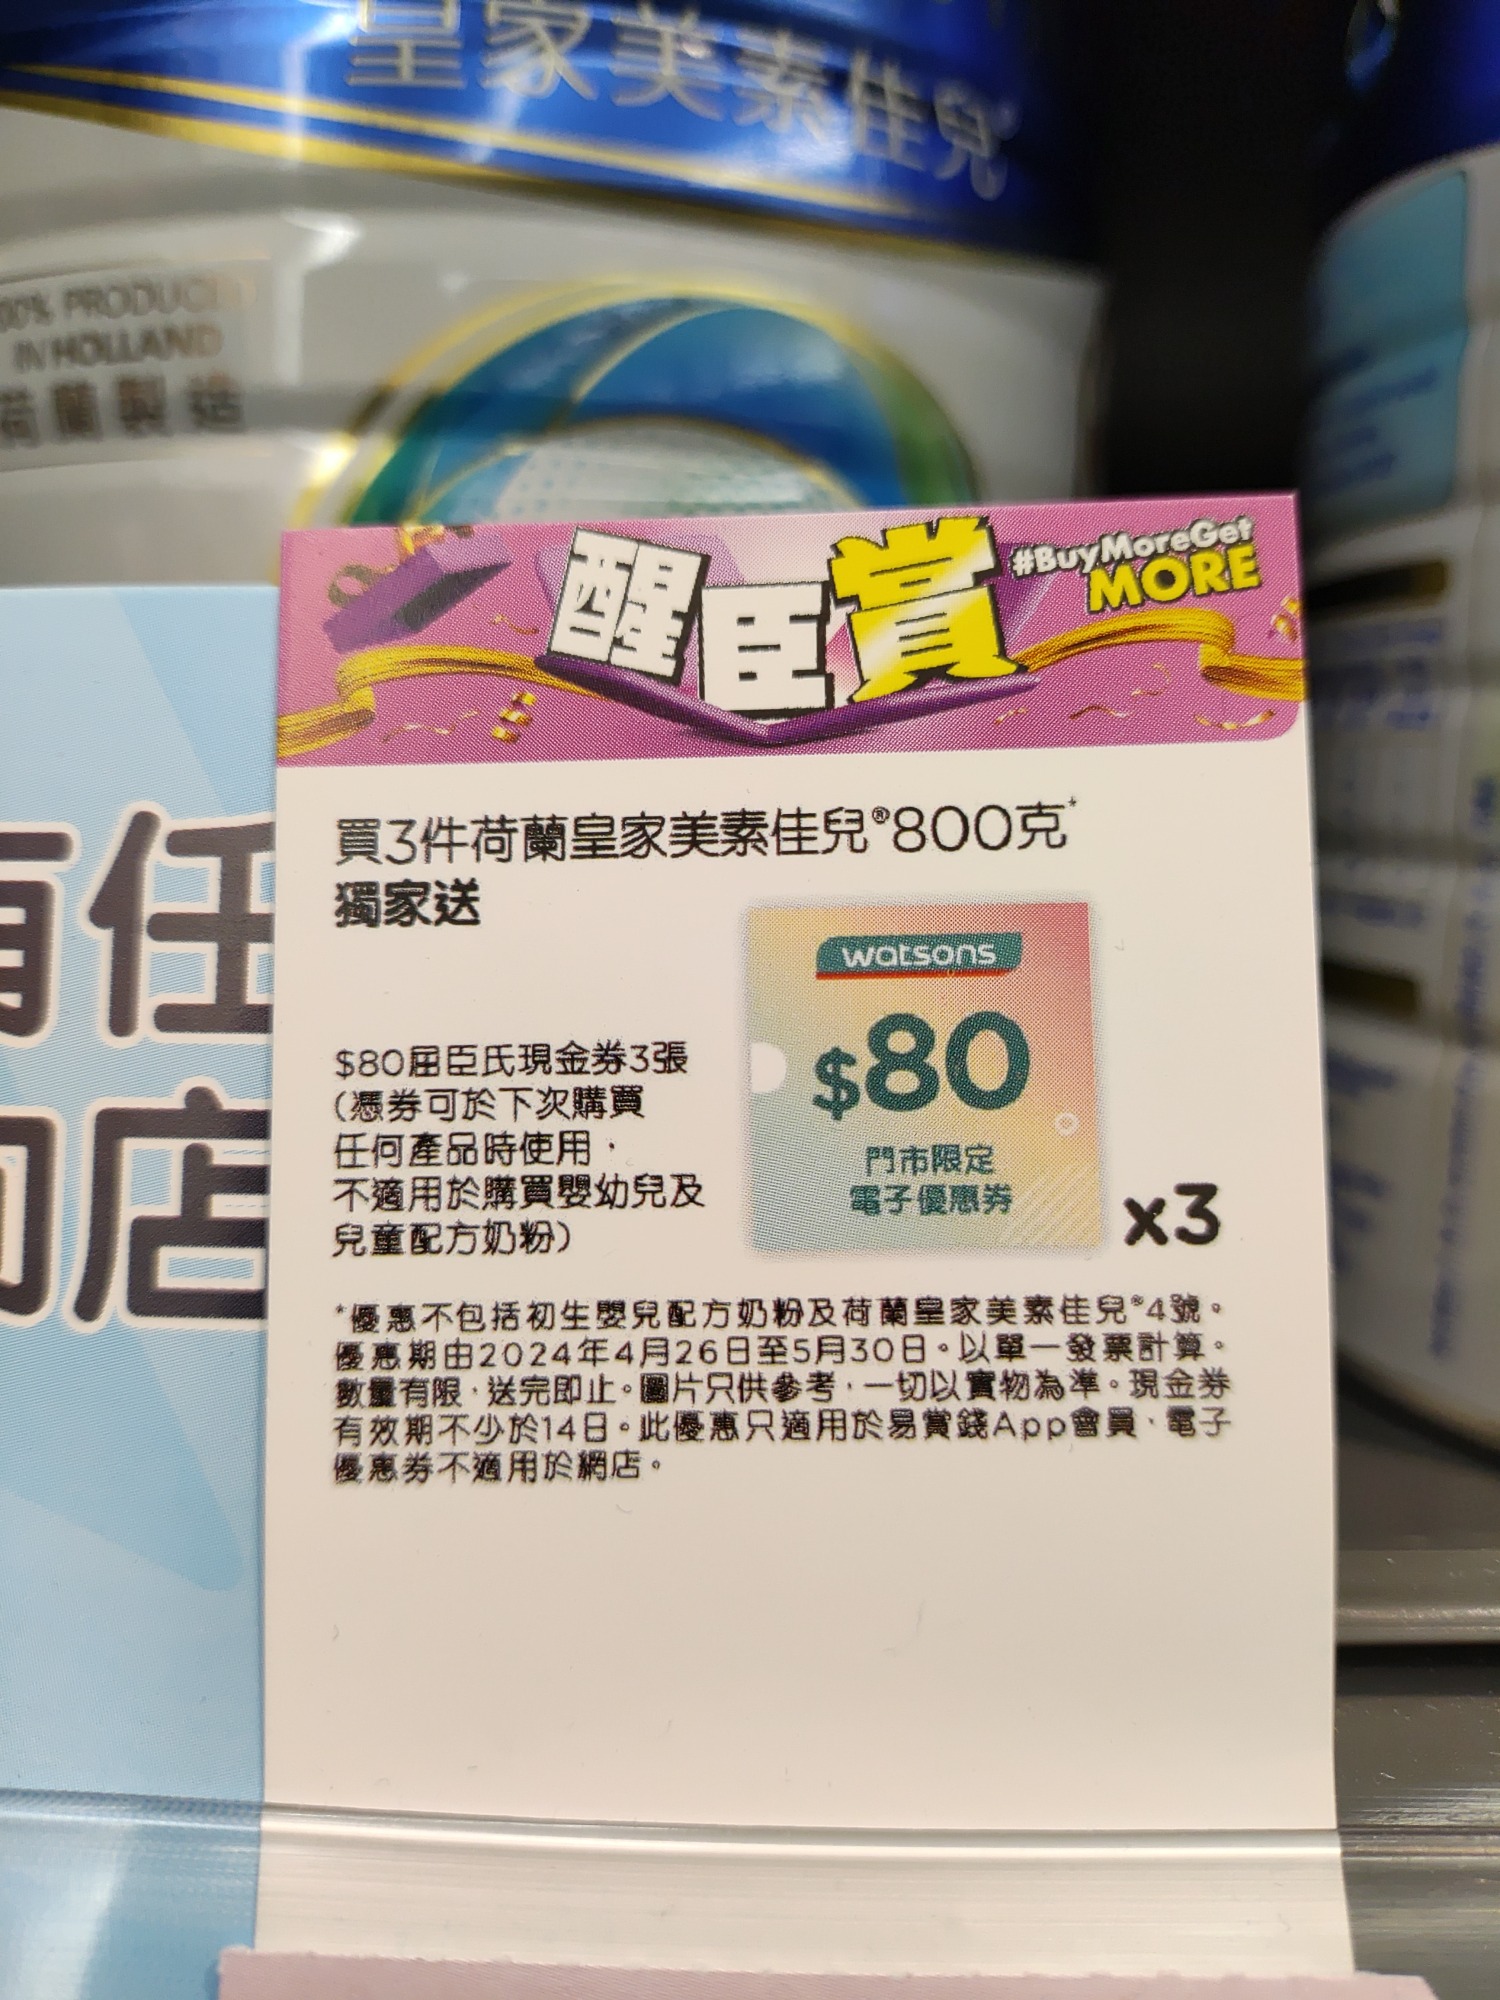 皇家美素佳兒
00% PRODUC
IN HOLLAND
荷蘭製造
醒臣賞
#BuyMoreGet
MORE
買3件荷蘭皇家美素佳兒®800克*
獨家送
watsons
$80
門市限定
電子優惠券
x3
$80屈臣氏現金券3張
(憑券可於下次購買
任何產品時使用，
不適用於購買嬰幼兒及
兒童配方奶粉)
*優惠不包括初生嬰兒配方奶粉及荷蘭皇家美素佳兒®4號。
優惠期由2024年4月26日至5月30日。以單一發票計算。
數量有限，送完即止。圖片只供參考，一切以實物為準。現金券
有效期不少於14日。此優惠只適用於易賞錢App會員、電子
優惠券不適用於網店。
任
店